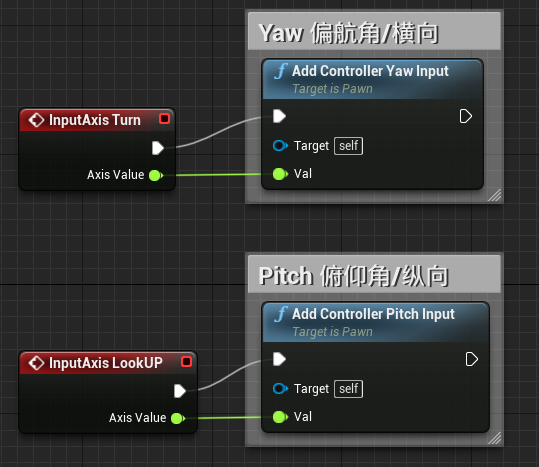 Yaw 偏航角/横向
Add Controller Yaw Input
Target is Pawn
InputAxis Turn
Target self
Axis Value
Val
Pitch 俯仰角/纵向
Add Controller Pitch Input
Target is Pawn
InputAxis LookUP
Target self
Axis Value
Val